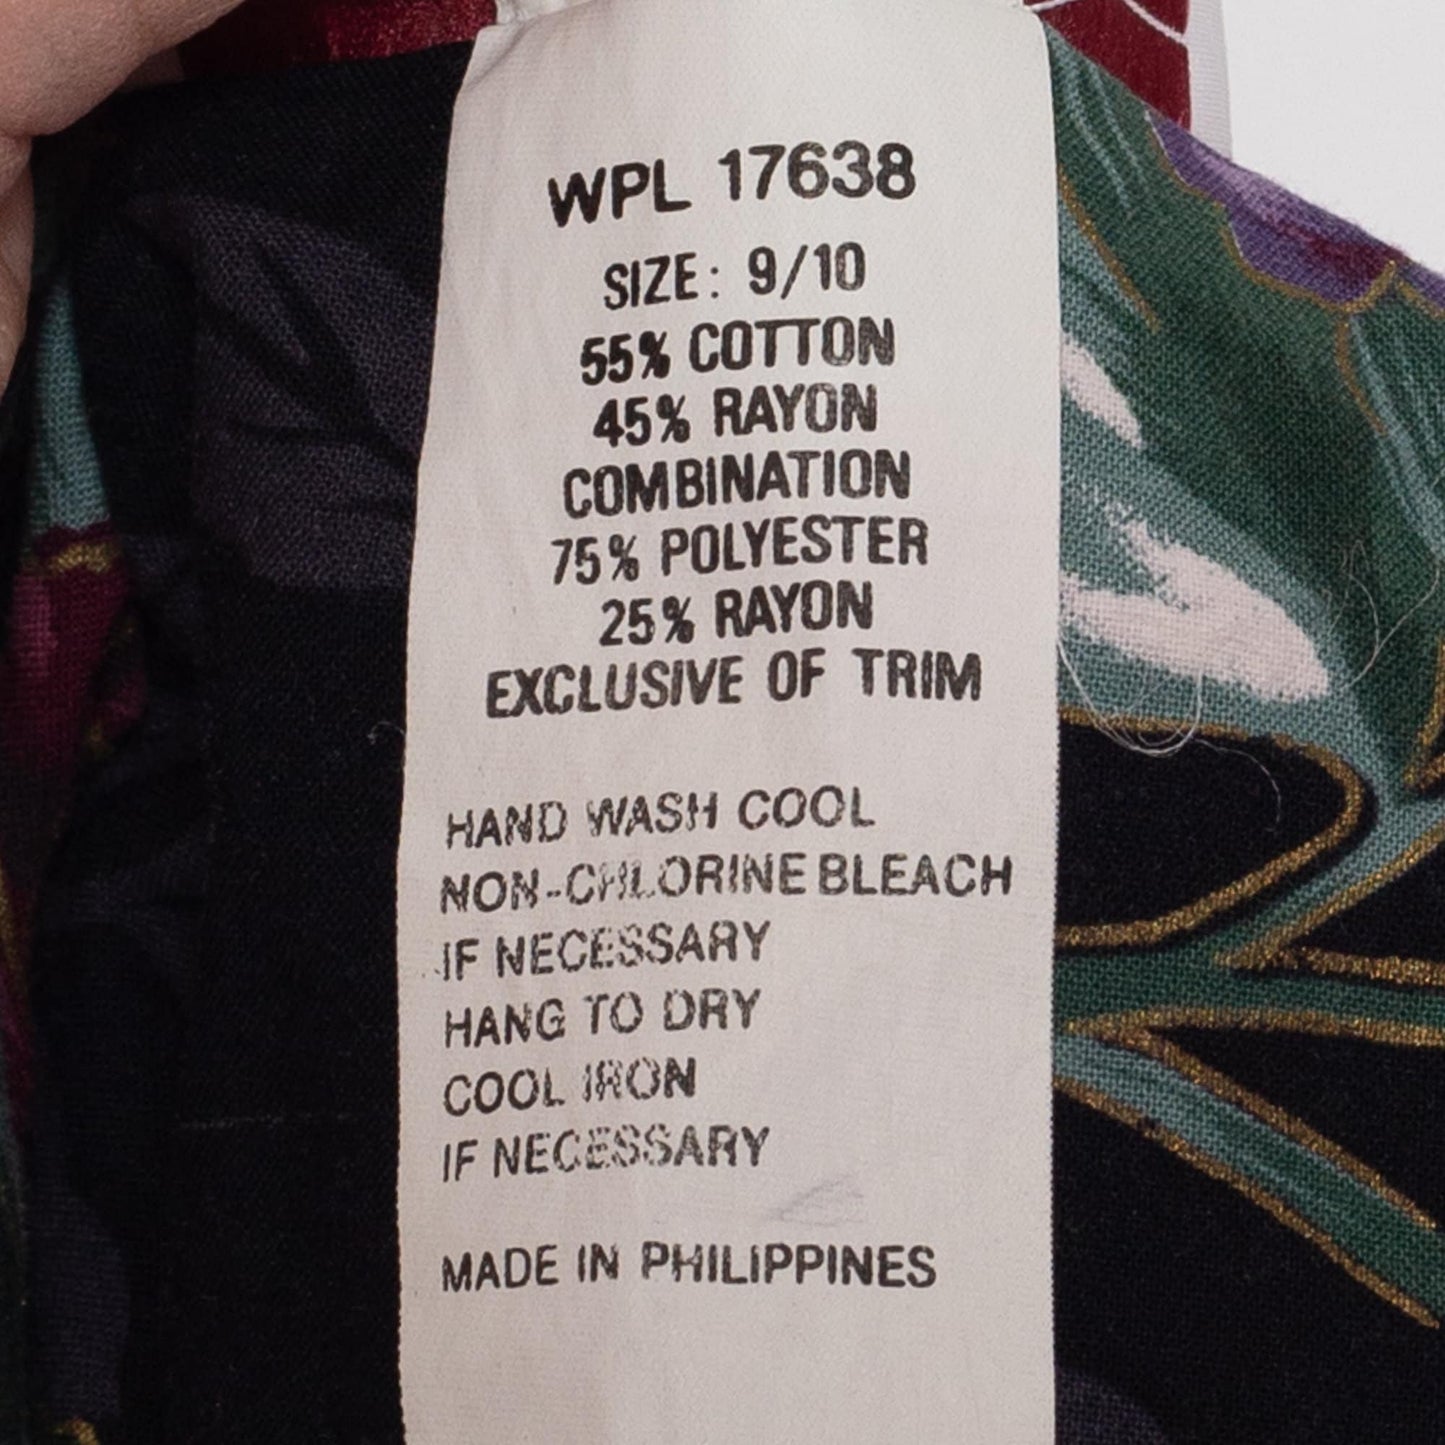 WPL 17638
SIZE: 9/10
55% COTTON
45% RAYON
COMBINATION
75% POLYESTER
25% RAYON
EXCLUSIVE OF TRIM
HAND WASH COOL
NON-CHLORINE BLEACH
IF NECESSARY
HANG TO DRY
COOL IRON
IF NECESSARY
MADE IN PHILIPPINES